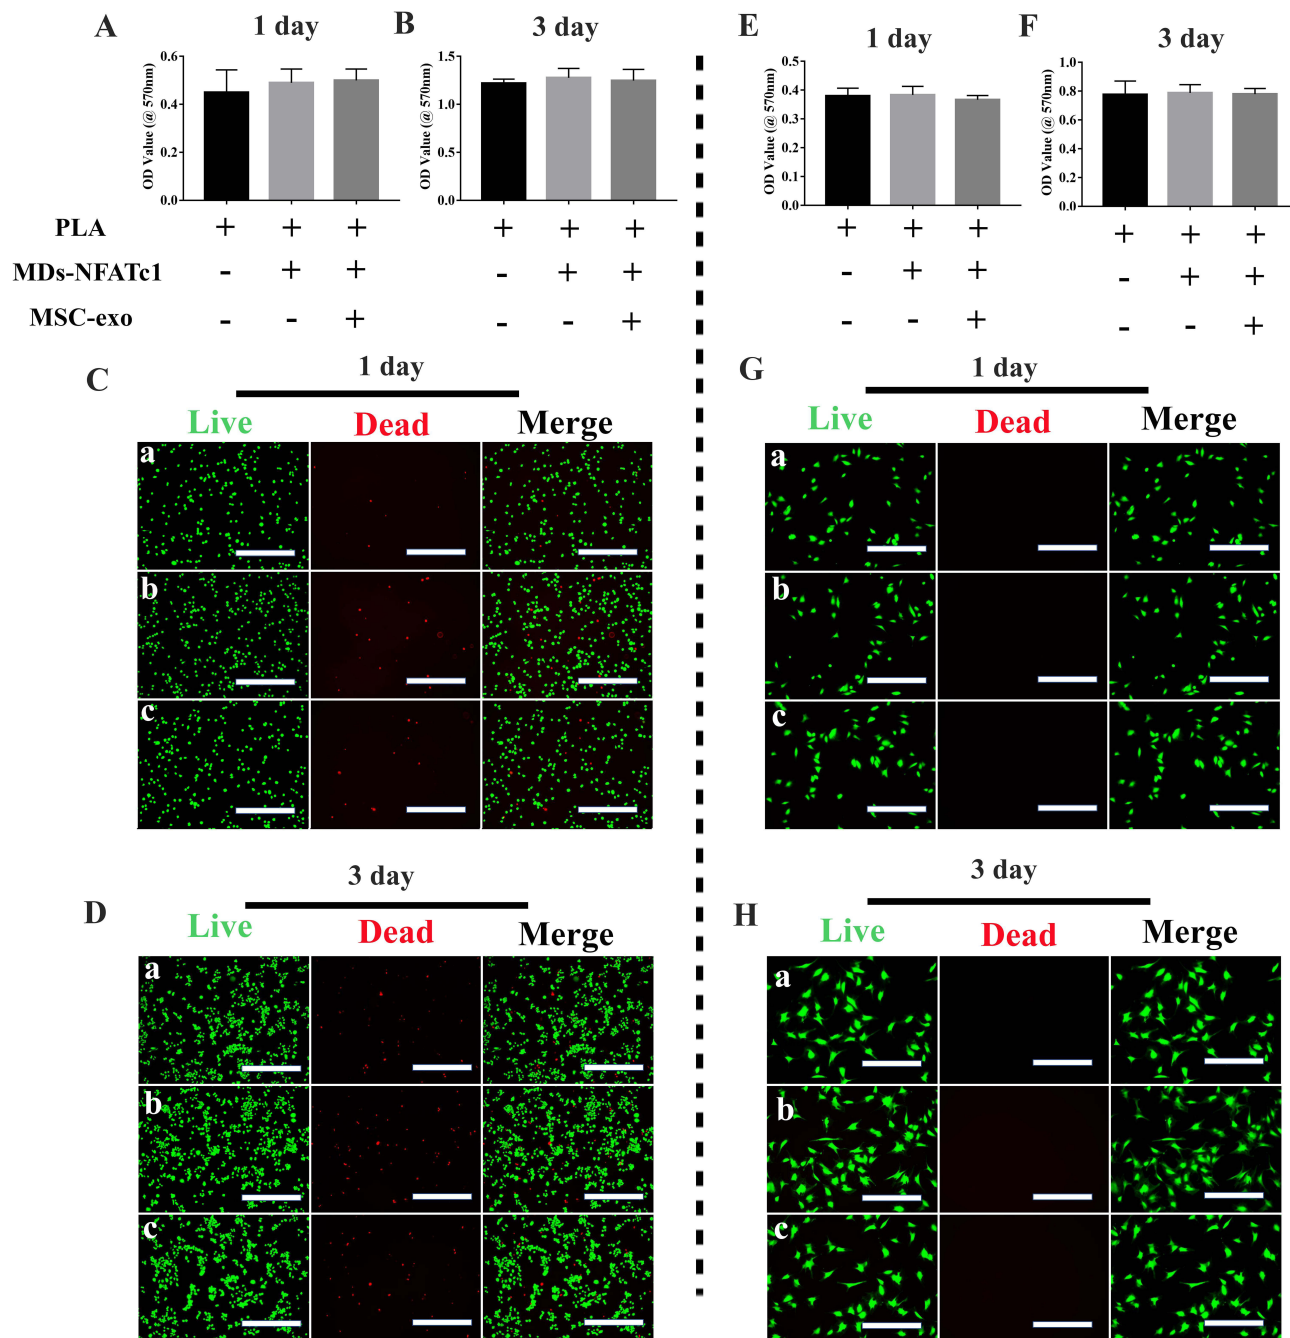 A
1 day
OD Value (@ 570nm)
0.6
0.4
0.2
0.0
B
3 day
OD Value (@ 570nm)
1.5
1.0
0.5
0.0
PLA + + + + + +
MDs-NFATc1 - + + - + +
MSC-exo - - + - - +
E
1 day
OD Value (@ 570nm)
0.5
0.4
0.3
0.2
0.1
0.0
F
3 day
OD Value (@ 570nm)
1.0
0.8
0.6
0.4
0.2
0.0
+ + + + + +
- + + - + +
- - + - - +
C
1 day
Live Dead Merge
a
b
c
D
3 day
Live Dead Merge
a
b
c
G
1 day
Live Dead Merge
a
b
c
H
3 day
Live Dead Merge
a
b
c